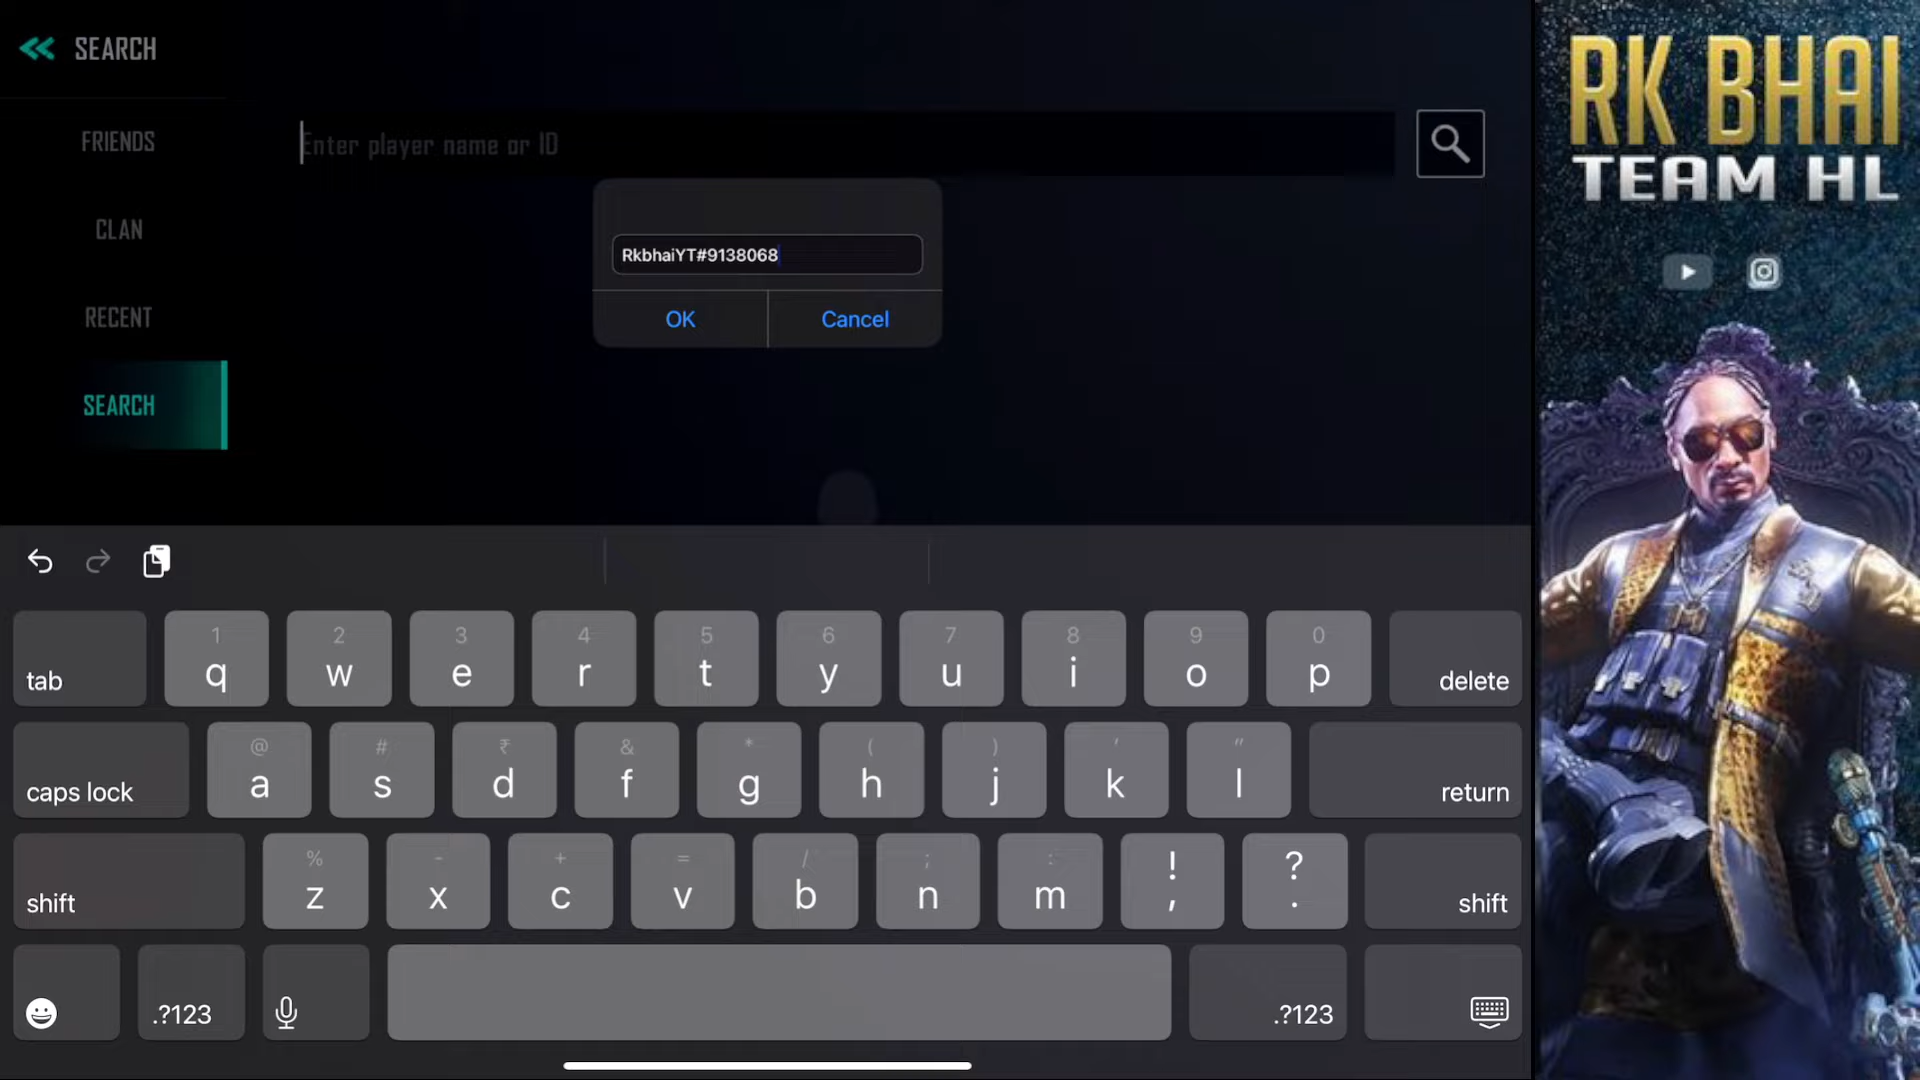 SEARCH
Enter player name or ID
FRIENDS
CLAN
RECENT
SEARCH
RkbhaiYT#9138068
OK
Cancel
1 2 3 4 5 6 7 8 9 0
tab q w e r t y u i o p delete
@ # ₹ & * ( ) ' "
caps lock a s d f g h j k l return
% - + = / ; : ! ?
shift z x c v b n m , . shift
.?123 .?123
RK BHAI
TEAM HL